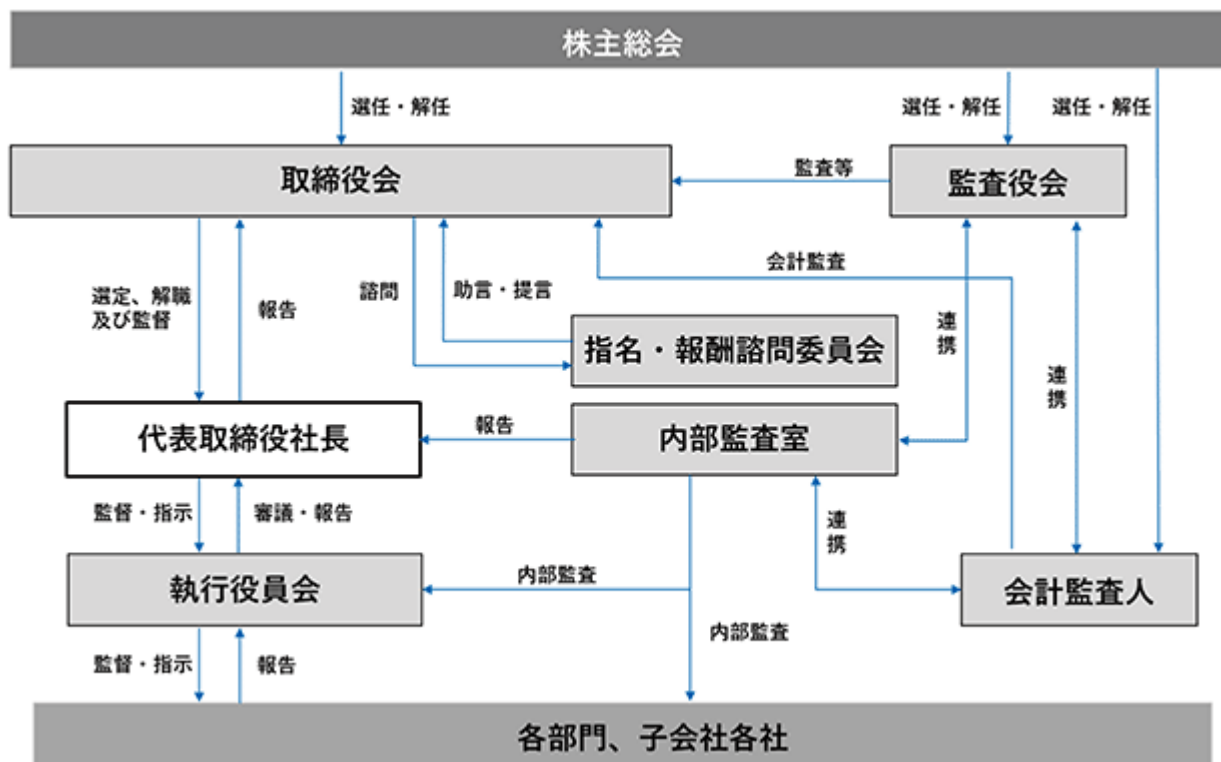 株主総会
選任・解任
選任・解任
選任・解任
取締役会
監査等
監査役会
会計監査
選定、解職
及び監督
報告
諮問
助言・提言
指名・報酬諮問委員会
連
携
連
携
代表取締役社長
報告
内部監査室
監督・指示
審議・報告
連
携
執行役員会
内部監査
会計監査人
監督・指示
報告
内部監査
各部門、子会社各社